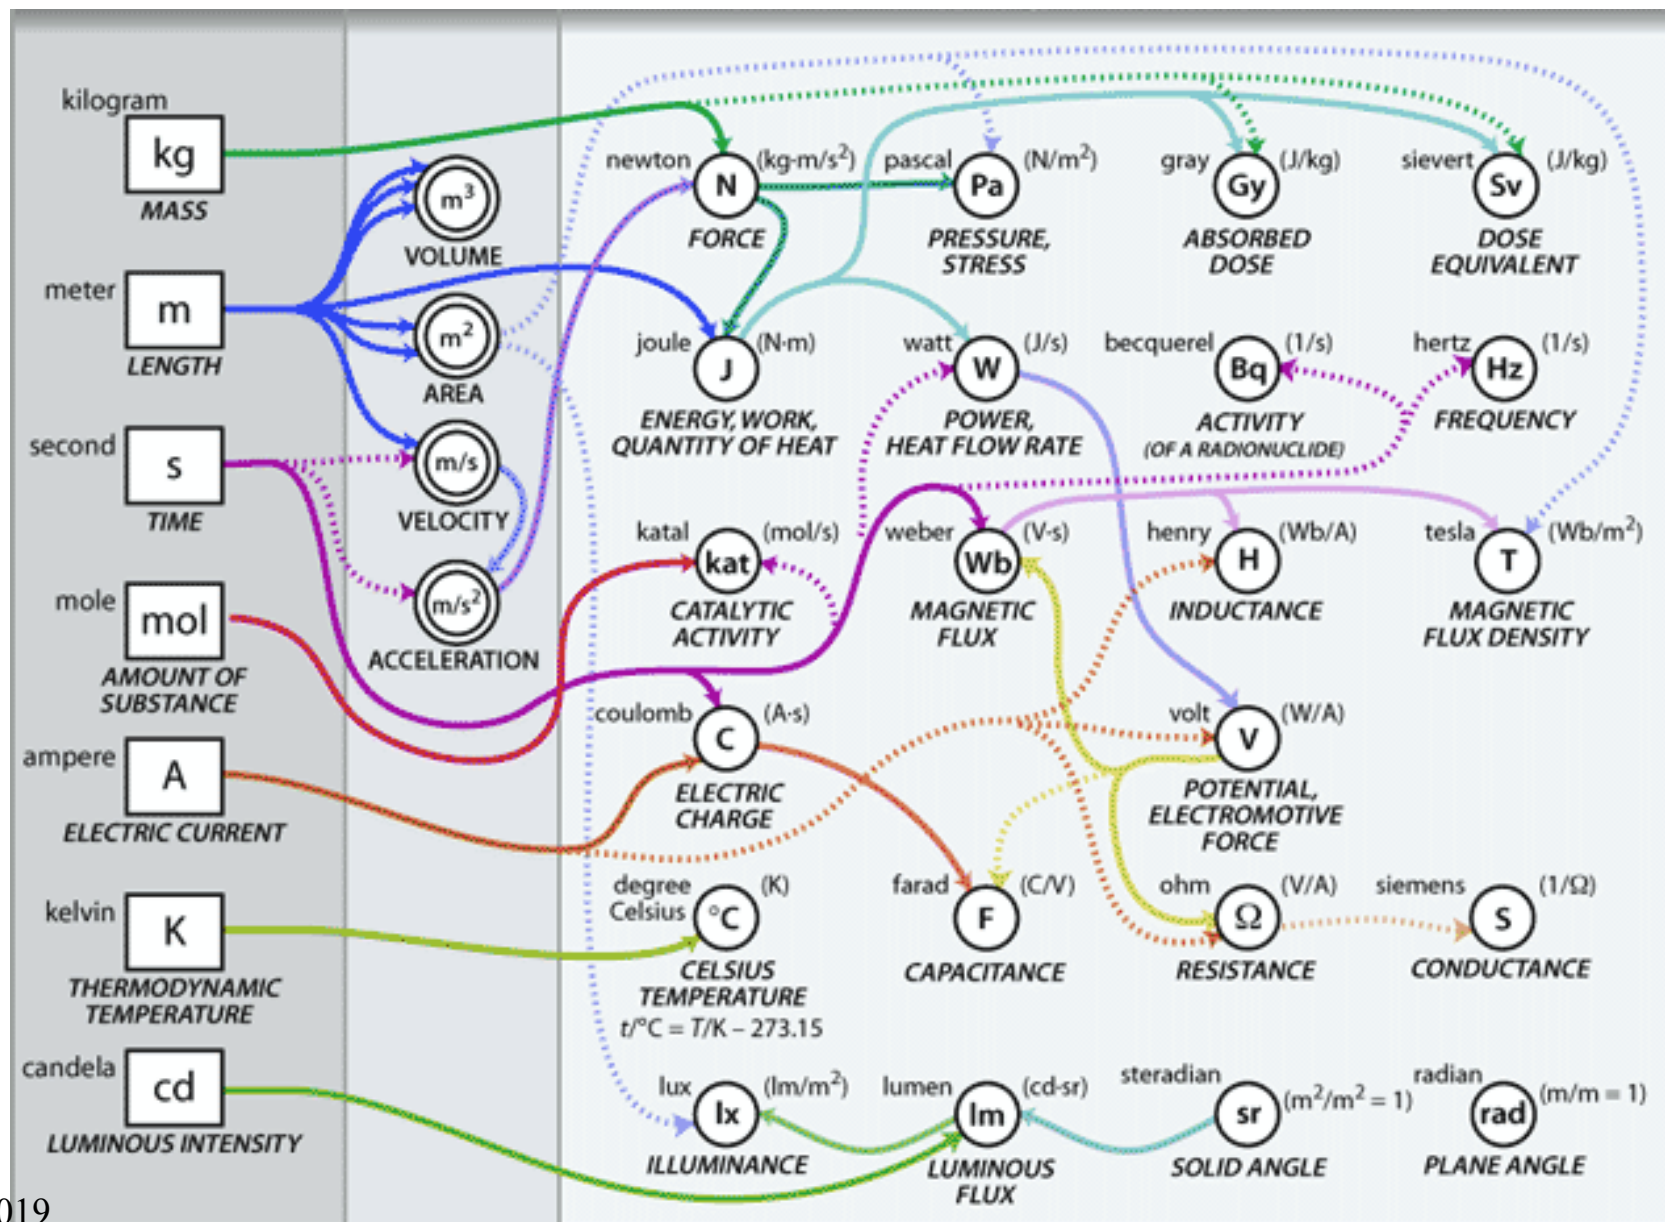 kilogram
kg
MASS
meter
m
LENGTH
second
s
TIME
mole
mol
AMOUNT OF
SUBSTANCE
ampere
A
ELECTRIC CURRENT
kelvin
K
THERMODYNAMIC
TEMPERATURE
candela
cd
LUMINOUS INTENSITY
m³
VOLUME
m²
AREA
m/s
VELOCITY
m/s²
ACCELERATION
newton
N
(kg·m/s²)
FORCE
pascal
Pa
(N/m²)
PRESSURE,
STRESS
gray
Gy
(J/kg)
ABSORBED
DOSE
sievert
Sv
(J/kg)
DOSE
EQUIVALENT
joule
J
(N·m)
ENERGY, WORK,
QUANTITY OF HEAT
watt
W
(J/s)
POWER,
HEAT FLOW RATE
becquerel
Bq
(1/s)
ACTIVITY
(OF A RADIONUCLIDE)
hertz
Hz
(1/s)
FREQUENCY
katal
kat
(mol/s)
CATALYTIC
ACTIVITY
weber
Wb
(V·s)
MAGNETIC
FLUX
henry
H
(Wb/A)
INDUCTANCE
tesla
T
(Wb/m²)
MAGNETIC
FLUX DENSITY
coulomb
C
(A·s)
ELECTRIC
CHARGE
volt
V
(W/A)
POTENTIAL,
ELECTROMOTIVE
FORCE
degree
Celsius
°C
(K)
CELSIUS
TEMPERATURE
t/°C = T/K – 273.15
farad
F
(C/V)
CAPACITANCE
ohm
Ω
(V/A)
RESISTANCE
siemens
S
(1/Ω)
CONDUCTANCE
lux
lx
(lm/m²)
ILLUMINANCE
lumen
lm
(cd·sr)
LUMINOUS
FLUX
steradian
sr
(m²/m² = 1)
SOLID ANGLE
radian
rad
(m/m = 1)
PLANE ANGLE
019